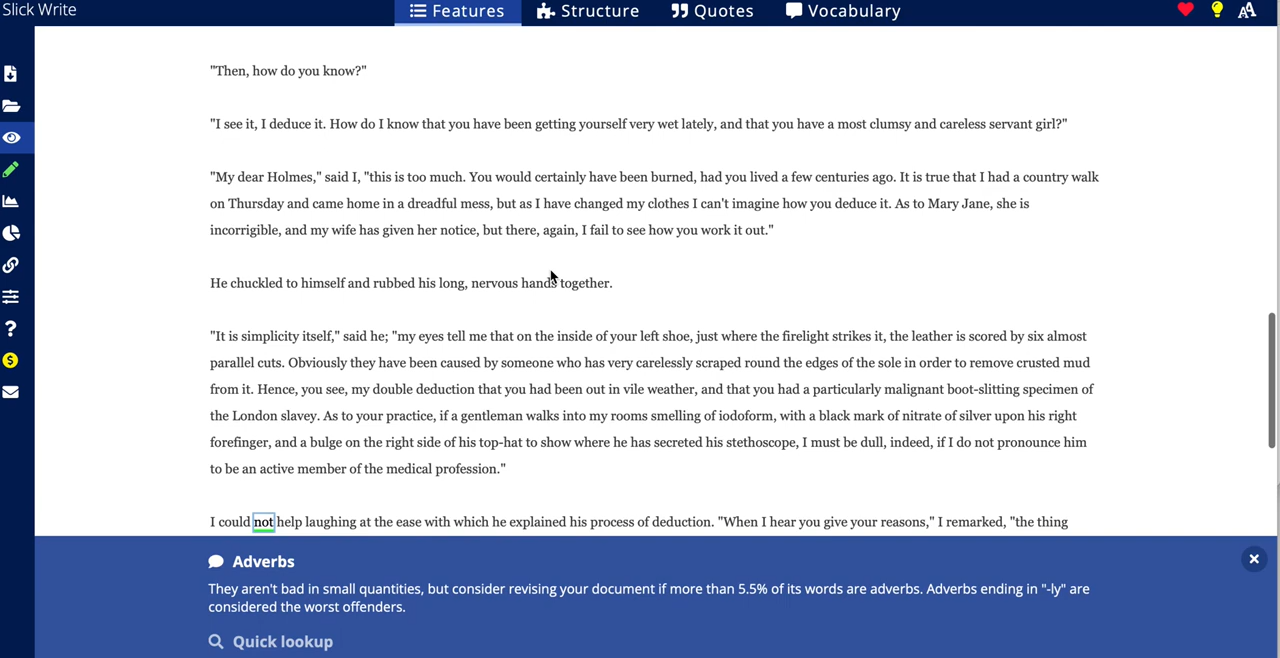 Slick Write
Features
Structure
Quotes
Vocabulary
"Then, how do you know?"
"I see it, I deduce it. How do I know that you have been getting yourself very wet lately, and that you have a most clumsy and careless servant girl?"
"My dear Holmes," said I, "this is too much. You would certainly have been burned, had you lived a few centuries ago. It is true that I had a country walk
on Thursday and came home in a dreadful mess, but as I have changed my clothes I can't imagine how you deduce it. As to Mary Jane, she is
incorrigible, and my wife has given her notice, but there, again, I fail to see how you work it out."
He chuckled to himself and rubbed his long, nervous hands together.
"It is simplicity itself," said he; "my eyes tell me that on the inside of your left shoe, just where the firelight strikes it, the leather is scored by six almost
parallel cuts. Obviously they have been caused by someone who has very carelessly scraped round the edges of the sole in order to remove crusted mud
from it. Hence, you see, my double deduction that you had been out in vile weather, and that you had a particularly malignant boot-slitting specimen of
the London slavey. As to your practice, if a gentleman walks into my rooms smelling of iodoform, with a black mark of nitrate of silver upon his right
forefinger, and a bulge on the right side of his top-hat to show where he has secreted his stethoscope, I must be dull, indeed, if I do not pronounce him
to be an active member of the medical profession."
I could not help laughing at the ease with which he explained his process of deduction. "When I hear you give your reasons," I remarked, "the thing
Adverbs
They aren't bad in small quantities, but consider revising your document if more than 5.5% of its words are adverbs. Adverbs ending in "-ly" are
considered the worst offenders.
Quick lookup